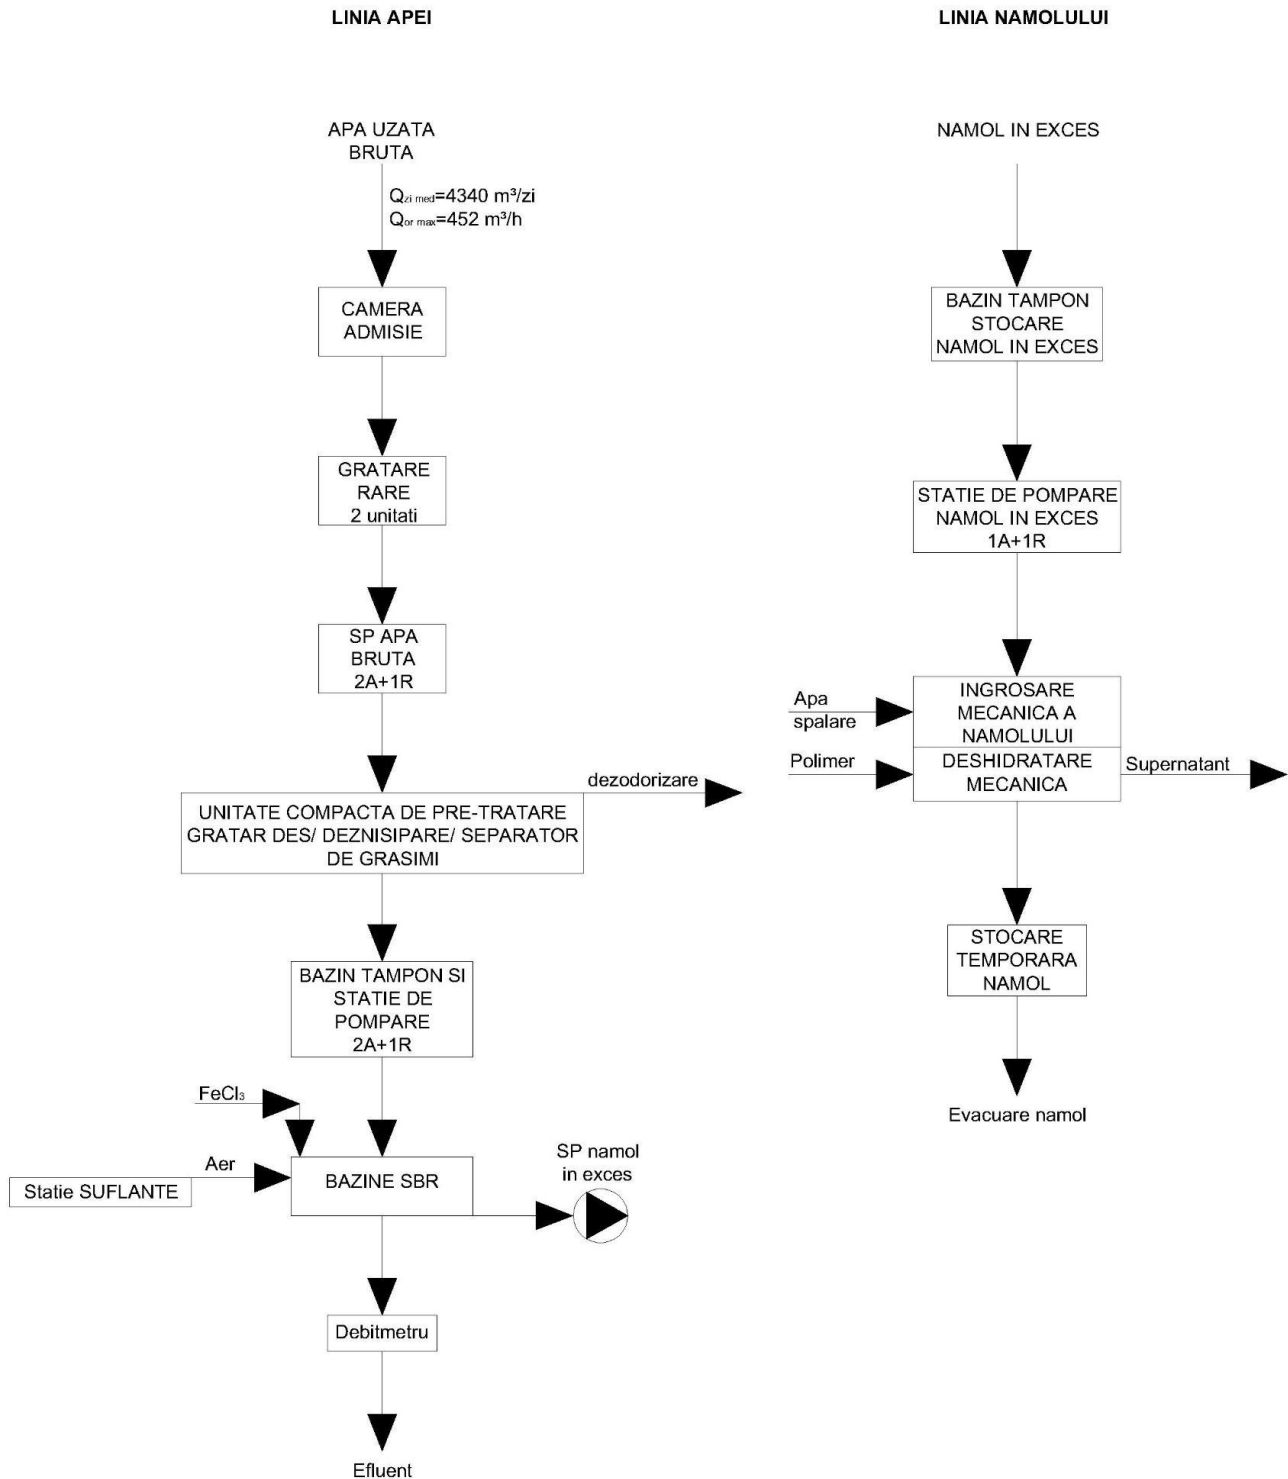 LINIA APEI
APA UZATA
BRUTA
Qzi med=4340 m³/zi
Qor max=452 m³/h
CAMERA
ADMISIE
GRATARE
RARE
2 unitati
SP APA
BRUTA
2A+1R
dezodorizare
UNITATE COMPACTA DE PRE-TRATARE
GRATAR DES/ DEZNISIPARE/ SEPARATOR
DE GRASIMI
BAZIN TAMPON SI
STATIE DE
POMPARE
2A+1R
FeCl₃
Aer
Statie SUFLANTE
BAZINE SBR
SP namol
in exces
Debitmetru
Efluent
LINIA NAMOLULUI
NAMOL IN EXCES
BAZIN TAMPON
STOCARE
NAMOL IN EXCES
STATIE DE POMPARE
NAMOL IN EXCES
1A+1R
Apa
spalare
INGROSARE
MECANICA A
NAMOLULUI
Polimer
DESHIDRATARE
MECANICA
Supernatant
STOCARE
TEMPORARA
NAMOL
Evacuare namol